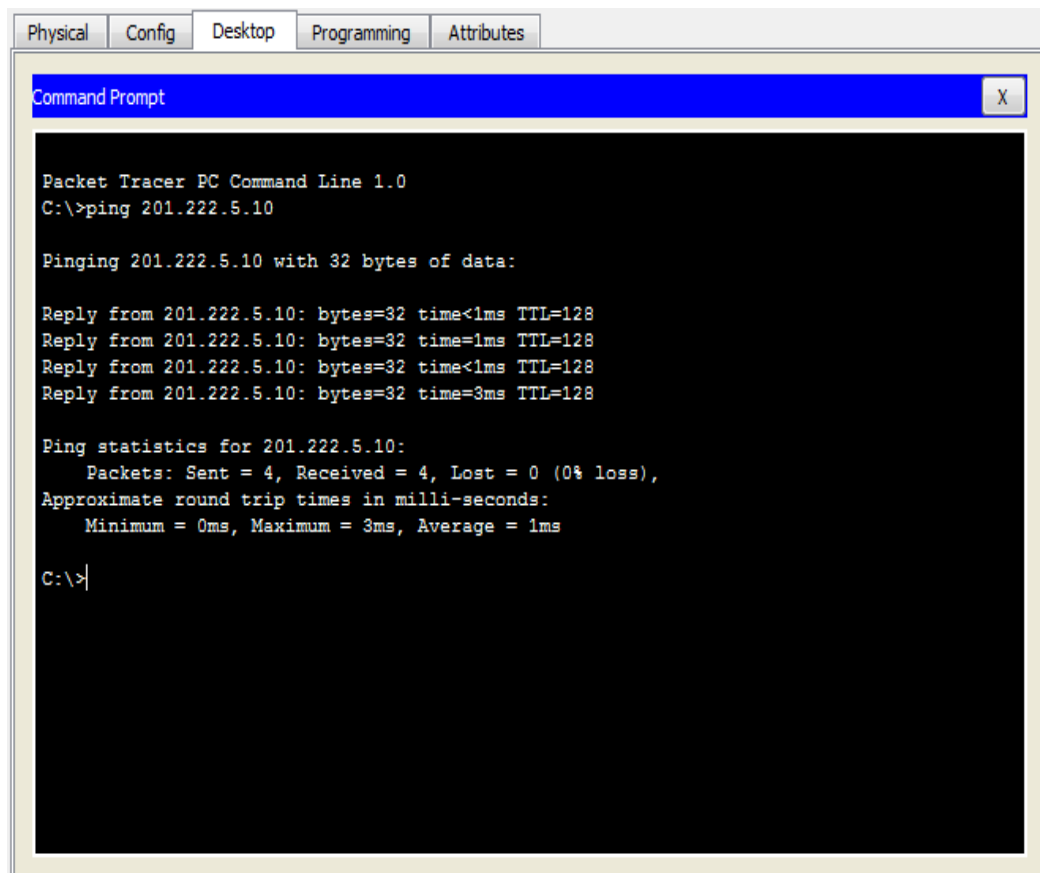 Physical Config Desktop Programming Attributes
Command Prompt X
Packet Tracer PC Command Line 1.0
C:\>ping 201.222.5.10
Pinging 201.222.5.10 with 32 bytes of data:
Reply from 201.222.5.10: bytes=32 time<1ms TTL=128
Reply from 201.222.5.10: bytes=32 time=1ms TTL=128
Reply from 201.222.5.10: bytes=32 time<1ms TTL=128
Reply from 201.222.5.10: bytes=32 time=3ms TTL=128
Ping statistics for 201.222.5.10:
Packets: Sent = 4, Received = 4, Lost = 0 (0% loss),
Approximate round trip times in milli-seconds:
Minimum = 0ms, Maximum = 3ms, Average = 1ms
C:\>